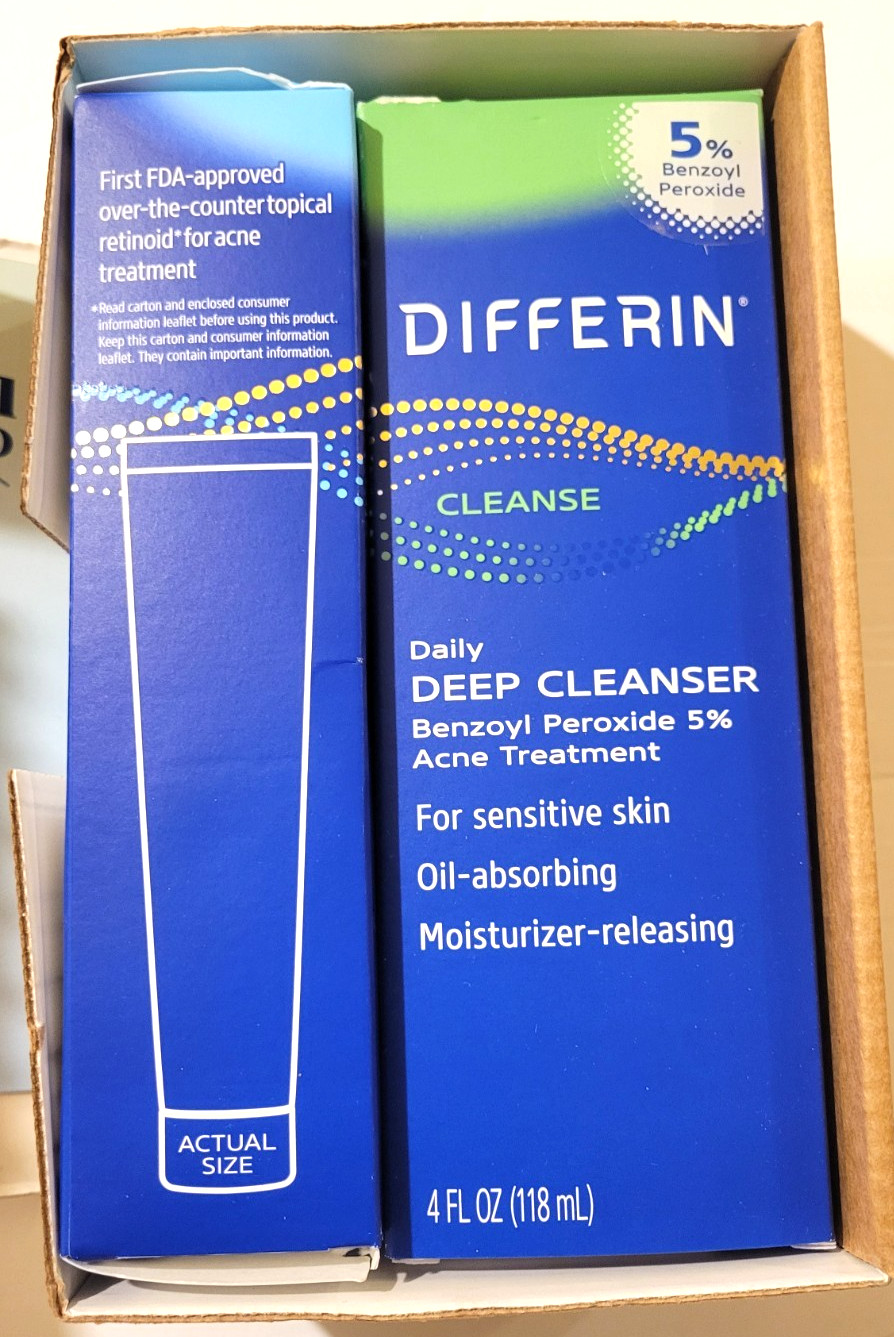 First FDA-approved
over-the-counter topical
retinoid* for acne
treatment
*Read carton and enclosed consumer
information leaflet before using this product.
Keep this carton and consumer information
leaflet. They contain important information.
ACTUAL
SIZE
5%
Benzoyl
Peroxide
DIFFERIN®
CLEANSE
Daily
DEEP CLEANSER
Benzoyl Peroxide 5%
Acne Treatment
For sensitive skin
Oil-absorbing
Moisturizer-releasing
4 FL OZ (118 mL)